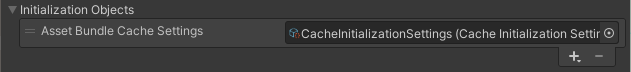 Initialization Objects
Asset Bundle Cache Settings CacheInitializationSettings (Cache Initialization Settin